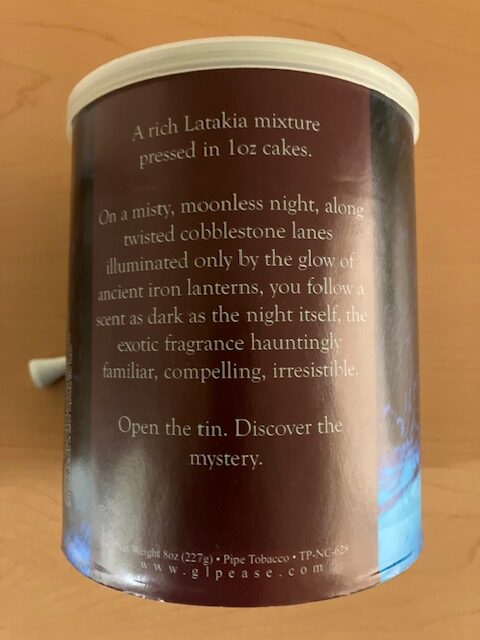 A rich Latakia mixture
pressed in 1oz cakes.
On a misty, moonless night, along
twisted cobblestone lanes
illuminated only by the glow of
ancient iron lanterns, you follow a
scent as dark as the night itself, the
exotic fragrance hauntingly
familiar, compelling, irresistible.
Open the tin. Discover the
mystery.
Net Weight 8oz (227g) • Pipe Tobacco • TP-NC-628
www.glpease.com